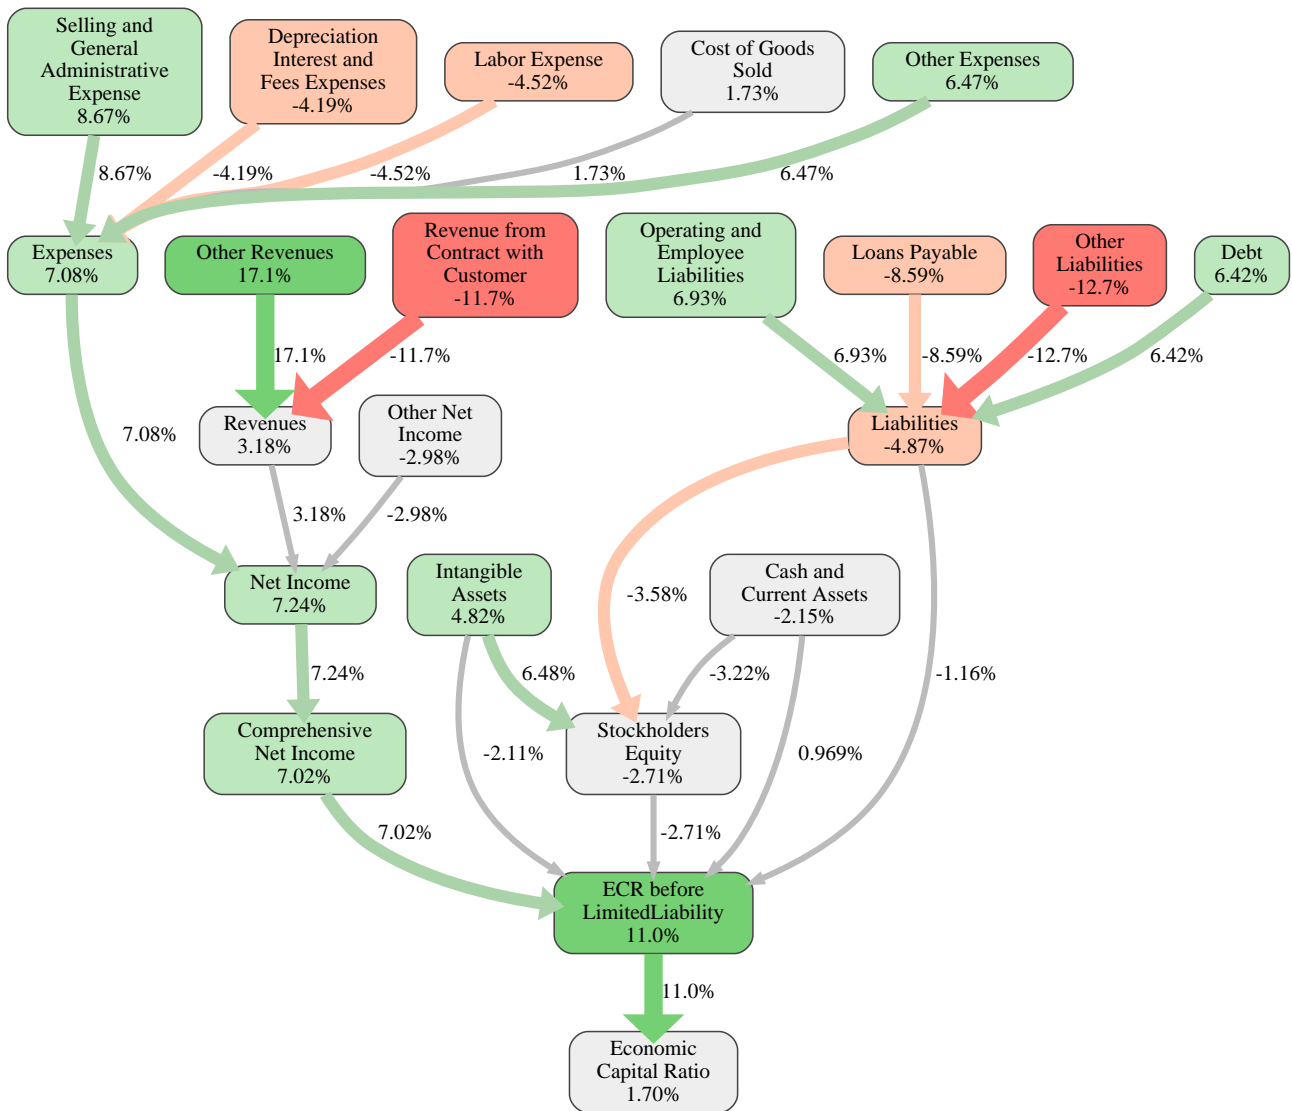 Selling and
General
Administrative
Expense
8.67%
Depreciation
Interest and
Fees Expenses
-4.19%
Labor Expense
-4.52%
Cost of Goods
Sold
1.73%
Other Expenses
6.47%
8.67%
-4.19%
-4.52%
1.73%
6.47%
Expenses
7.08%
Other Revenues
17.1%
Revenue from
Contract with
Customer
-11.7%
Operating and
Employee
Liabilities
6.93%
Loans Payable
-8.59%
Other
Liabilities
-12.7%
Debt
6.42%
17.1%
-11.7%
6.93%
-8.59%
-12.7%
6.42%
7.08%
Revenues
3.18%
Other Net
Income
-2.98%
Liabilities
-4.87%
3.18%
-2.98%
Net Income
7.24%
Intangible
Assets
4.82%
-3.58%
Cash and
Current Assets
-2.15%
7.24%
6.48%
-3.22%
-1.16%
Comprehensive
Net Income
7.02%
-2.11%
Stockholders
Equity
-2.71%
0.969%
7.02%
-2.71%
ECR before
LimitedLiability
11.0%
11.0%
Economic
Capital Ratio
1.70%